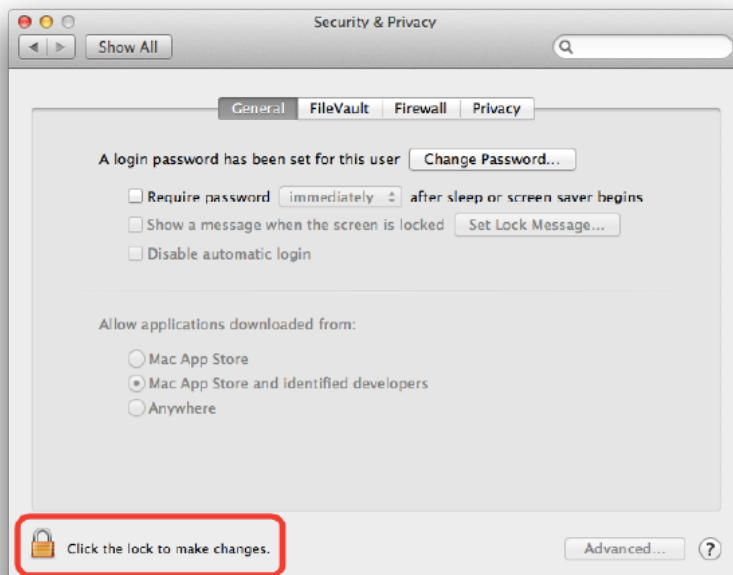 Security & Privacy
Show All
General FileVault Firewall Privacy
A login password has been set for this user Change Password...
Require password immediately after sleep or screen saver begins
Show a message when the screen is locked Set Lock Message...
Disable automatic login
Allow applications downloaded from:
Mac App Store
Mac App Store and identified developers
Anywhere
Click the lock to make changes.
Advanced... ?